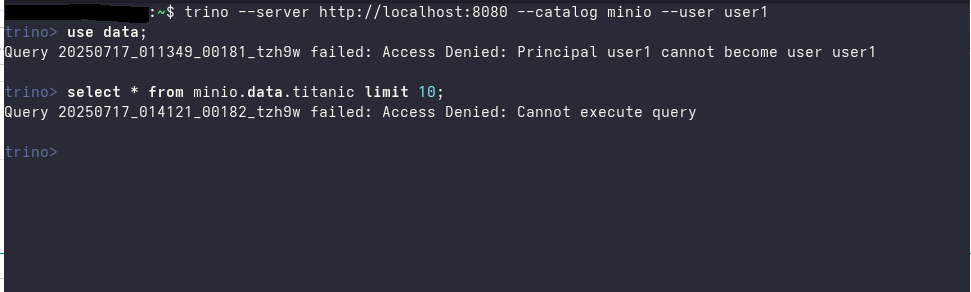 :~$ trino --server http://localhost:8080 --catalog minio --user user1
trino> use data;
Query 20250717_011349_00181_tzh9w failed: Access Denied: Principal user1 cannot become user user1
trino> select * from minio.data.titanic limit 10;
Query 20250717_014121_00182_tzh9w failed: Access Denied: Cannot execute query
trino>